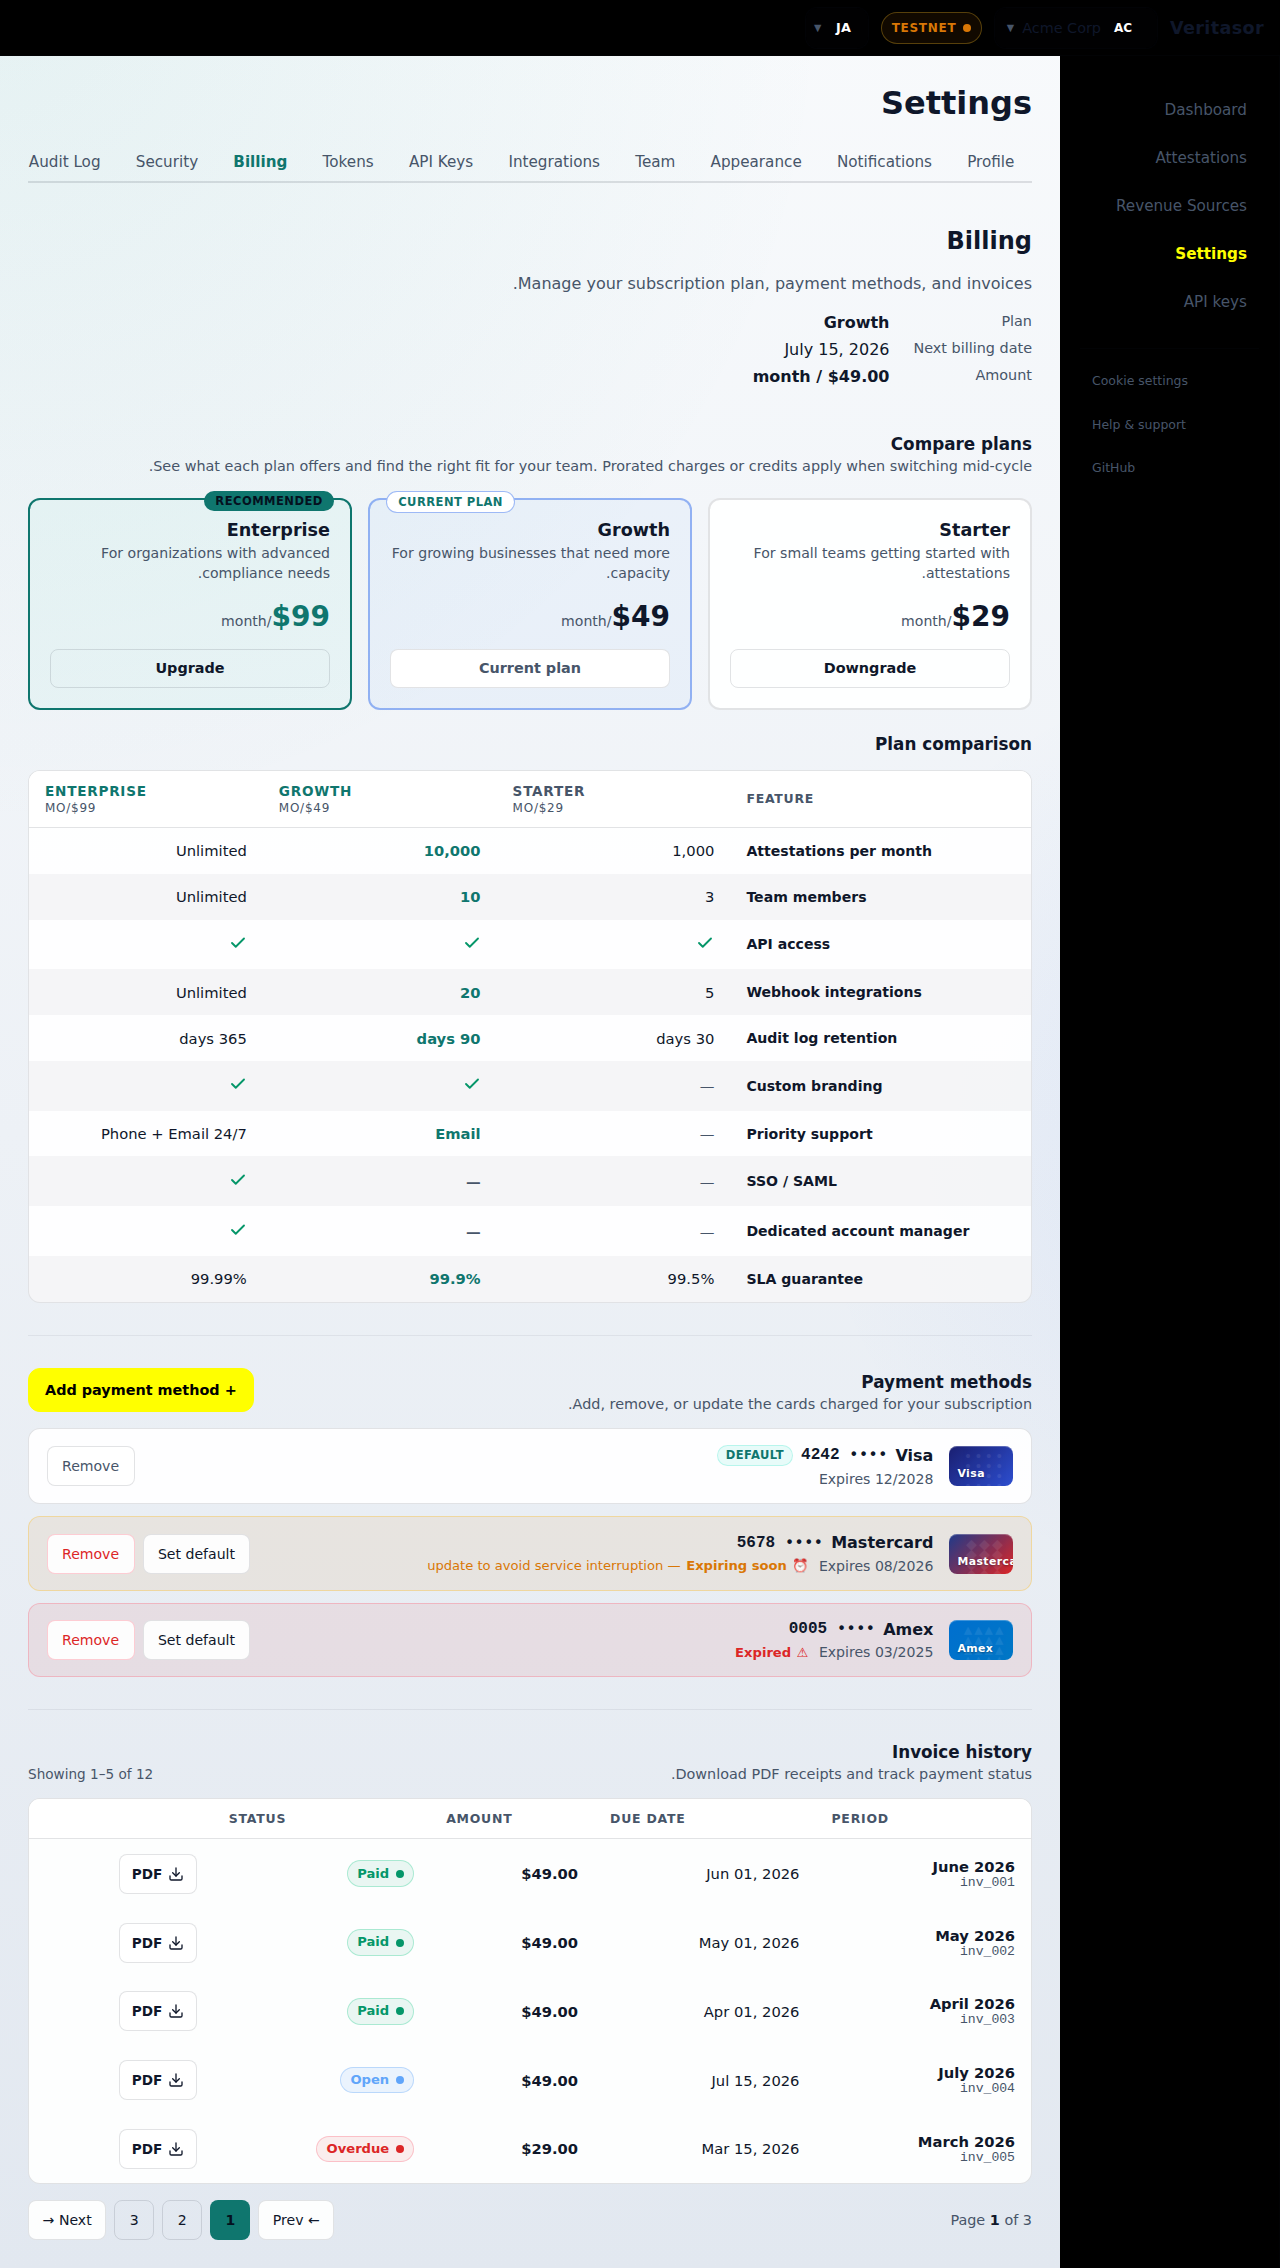 Veritasor
AC Acme Corp ▼
TESTNET
JA ▼
Dashboard
Attestations
Revenue Sources
Settings
API keys
Cookie settings
Help & support
GitHub
Settings
Profile
Notifications
Appearance
Team
Integrations
API Keys
Tokens
Billing
Security
Audit Log
Billing
.Manage your subscription plan, payment methods, and invoices
Plan
Growth
Next billing date
July 15, 2026
Amount
month / $49.00
Compare plans
.See what each plan offers and find the right fit for your team. Prorated charges or credits apply when switching mid-cycle
Starter
For small teams getting started with
.attestations
month/$29
Downgrade
CURRENT PLAN
Growth
For growing businesses that need more
.capacity
month/$49
Current plan
RECOMMENDED
Enterprise
For organizations with advanced
.compliance needs
month/$99
Upgrade
Plan comparison
FEATURE
STARTER
MO/$29
GROWTH
MO/$49
ENTERPRISE
MO/$99
Attestations per month
1,000
10,000
Unlimited
Team members
3
10
Unlimited
API access
✓
✓
✓
Webhook integrations
5
20
Unlimited
Audit log retention
days 30
days 90
days 365
Custom branding
—
✓
✓
Priority support
—
Email
Phone + Email 24/7
SSO / SAML
—
—
✓
Dedicated account manager
—
—
✓
SLA guarantee
99.5%
99.9%
99.99%
Payment methods
.Add, remove, or update the cards charged for your subscription
Add payment method +
Visa
Visa
4242 ••••
DEFAULT
Expires 12/2028
Remove
Masterca
Mastercard
5678 ••••
Expires 08/2026
update to avoid service interruption — Expiring soon ⏰
Set default
Remove
Amex
Amex
0005 ••••
Expires 03/2025
Expired ⚠
Set default
Remove
Invoice history
.Download PDF receipts and track payment status
Showing 1–5 of 12
PERIOD
DUE DATE
AMOUNT
STATUS
June 2026
inv_001
Jun 01, 2026
$49.00
Paid
PDF
May 2026
inv_002
May 01, 2026
$49.00
Paid
PDF
April 2026
inv_003
Apr 01, 2026
$49.00
Paid
PDF
July 2026
inv_004
Jul 15, 2026
$49.00
Open
PDF
March 2026
inv_005
Mar 15, 2026
$29.00
Overdue
PDF
Page 1 of 3
Prev ←
1
2
3
→ Next